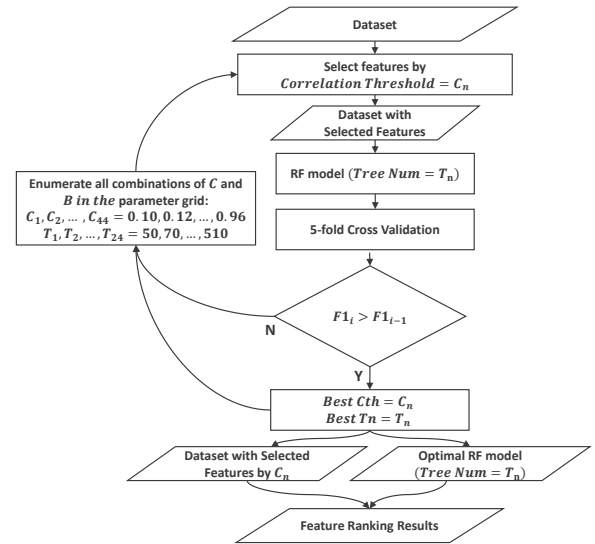 Dataset
Select features by
Correlation Threshold = Cₙ
Dataset with
Selected Features
RF model (Tree Num = Tₙ)
Enumerate all combinations of C and
B in the parameter grid:
C₁, C₂, … , C₄₄ = 0.10, 0.12, … , 0.96
T₁, T₂, … , T₂₄ = 50, 70, … , 510
5-fold Cross Validation
F1ᵢ > F1ᵢ₋₁
N
Y
Best Cth = Cₙ
Best Tn = Tₙ
Dataset with Selected
Features by Cₙ
Optimal RF model
(Tree Num = Tₙ)
Feature Ranking Results